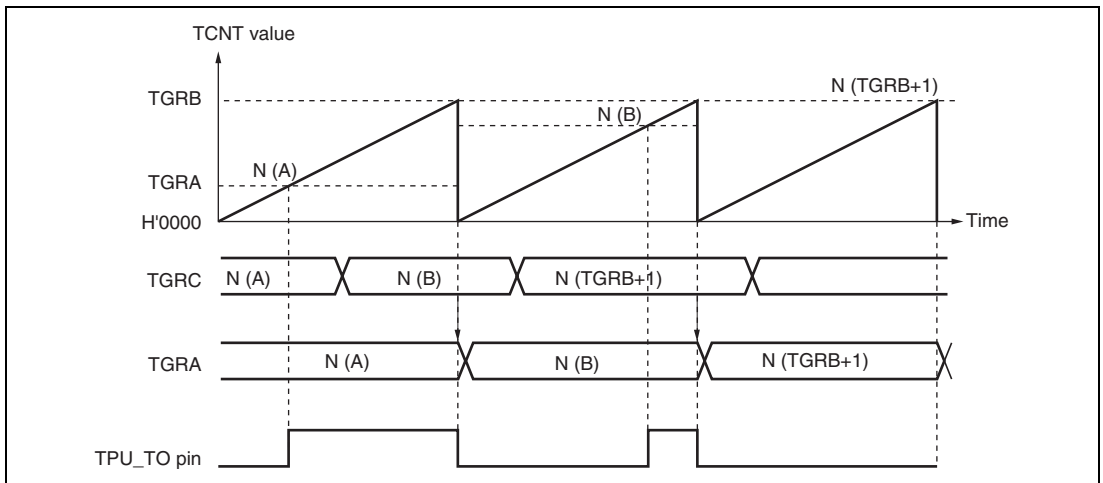 TCNT value
TGRB
N (TGRB+1)
N (B)
N (A)
TGRA
H'0000
Time
TGRC
N (A)
N (B)
N (TGRB+1)
TGRA
N (A)
N (B)
N (TGRB+1)
TPU_TO pin